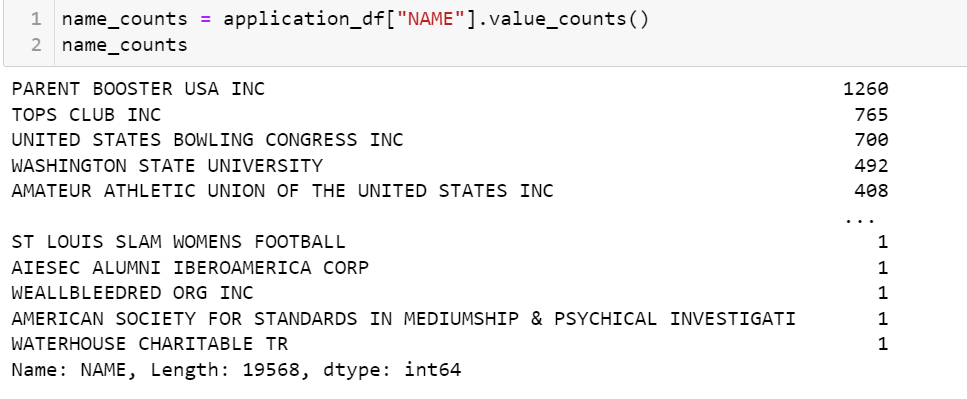 1 name_counts = application_df["NAME"].value_counts()
2 name_counts
PARENT BOOSTER USA INC 1260
TOPS CLUB INC 765
UNITED STATES BOWLING CONGRESS INC 700
WASHINGTON STATE UNIVERSITY 492
AMATEUR ATHLETIC UNION OF THE UNITED STATES INC 408
...
ST LOUIS SLAM WOMENS FOOTBALL 1
AIESEC ALUMNI IBEROAMERICA CORP 1
WEALLBLEEDRED ORG INC 1
AMERICAN SOCIETY FOR STANDARDS IN MEDIUMSHIP & PSYCHICAL INVESTIGATI 1
WATERHOUSE CHARITABLE TR 1
Name: NAME, Length: 19568, dtype: int64